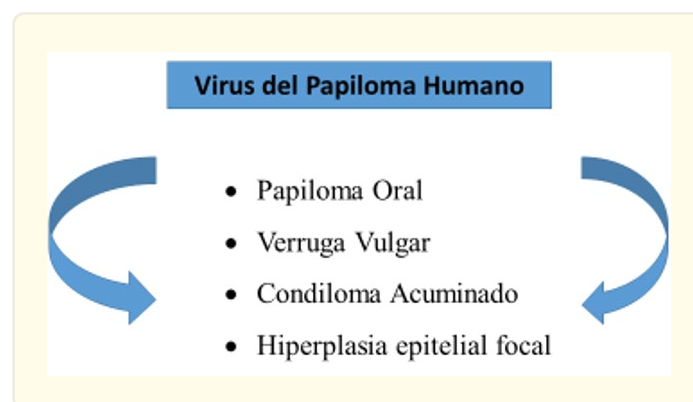 Virus del Papiloma Humano
• Papiloma Oral
• Verruga Vulgar
• Condiloma Acuminado
• Hiperplasia epitelial focal